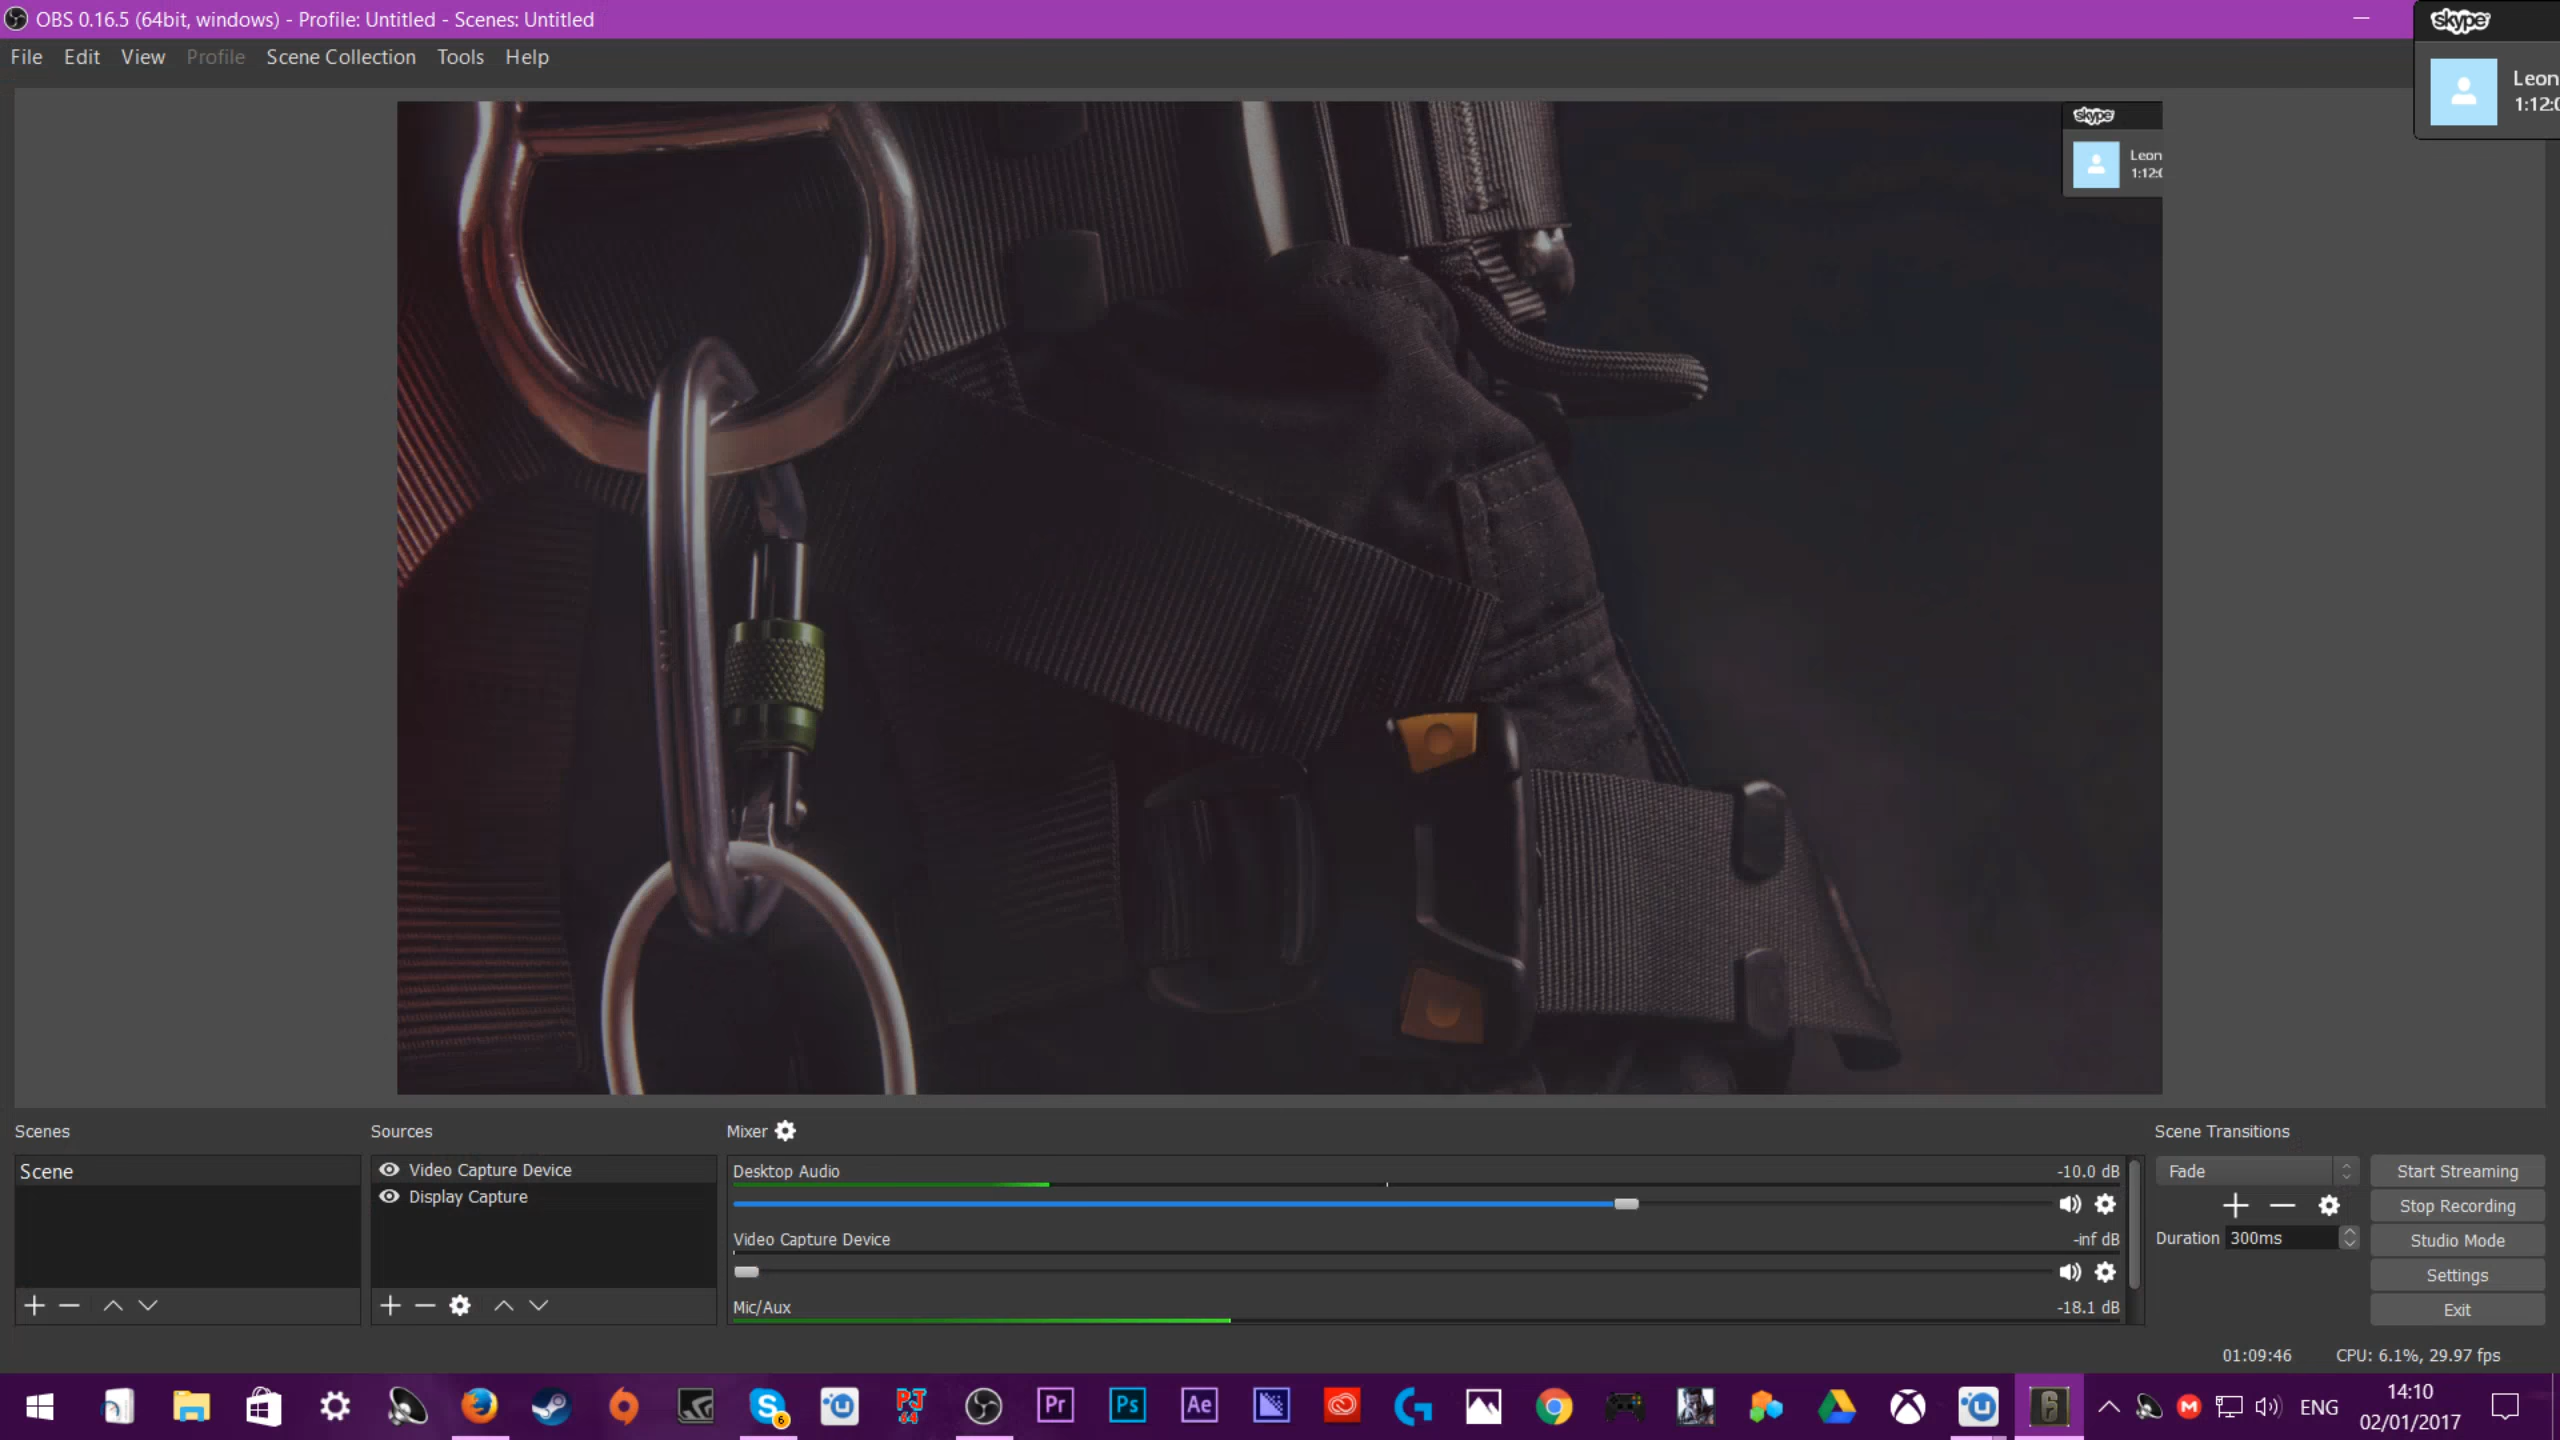 OBS 0.16.5 (64bit, windows) - Profile: Untitled - Scenes: Untitled
skype
Leon
File Edit View Profile Scene Collection Tools Help
skype
Leon
Scenes
Scene
Sources
Video Capture Device
Display Capture
Mixer
Desktop Audio -10.0 dB
Video Capture Device -inf dB
Mic/Aux -18.1 dB
Scene Transitions
Fade
Duration 300ms
Start Streaming
Stop Recording
Studio Mode
Settings
Exit
01:09:46 CPU: 6.1%, 29.97 fps
6
PJ
64
Pr
Ps
Ae
ENG
14:10
02/01/2017